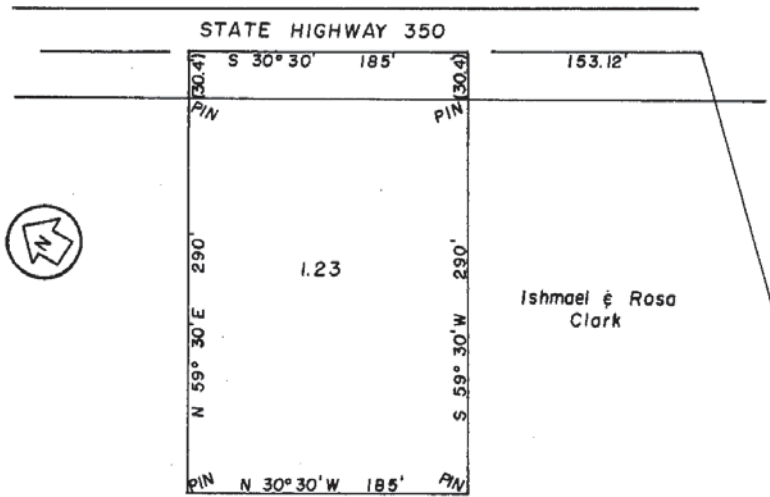 STATE HIGHWAY 350
S 30°30' 185'
153.12'
(30.4)
(30.4)
PIN
PIN
N
290'
N 59° 30'E
1.23
290'
S 59° 30'W
Ishmael & Rosa
Clark
PIN
N 30°30'W 185'
PIN